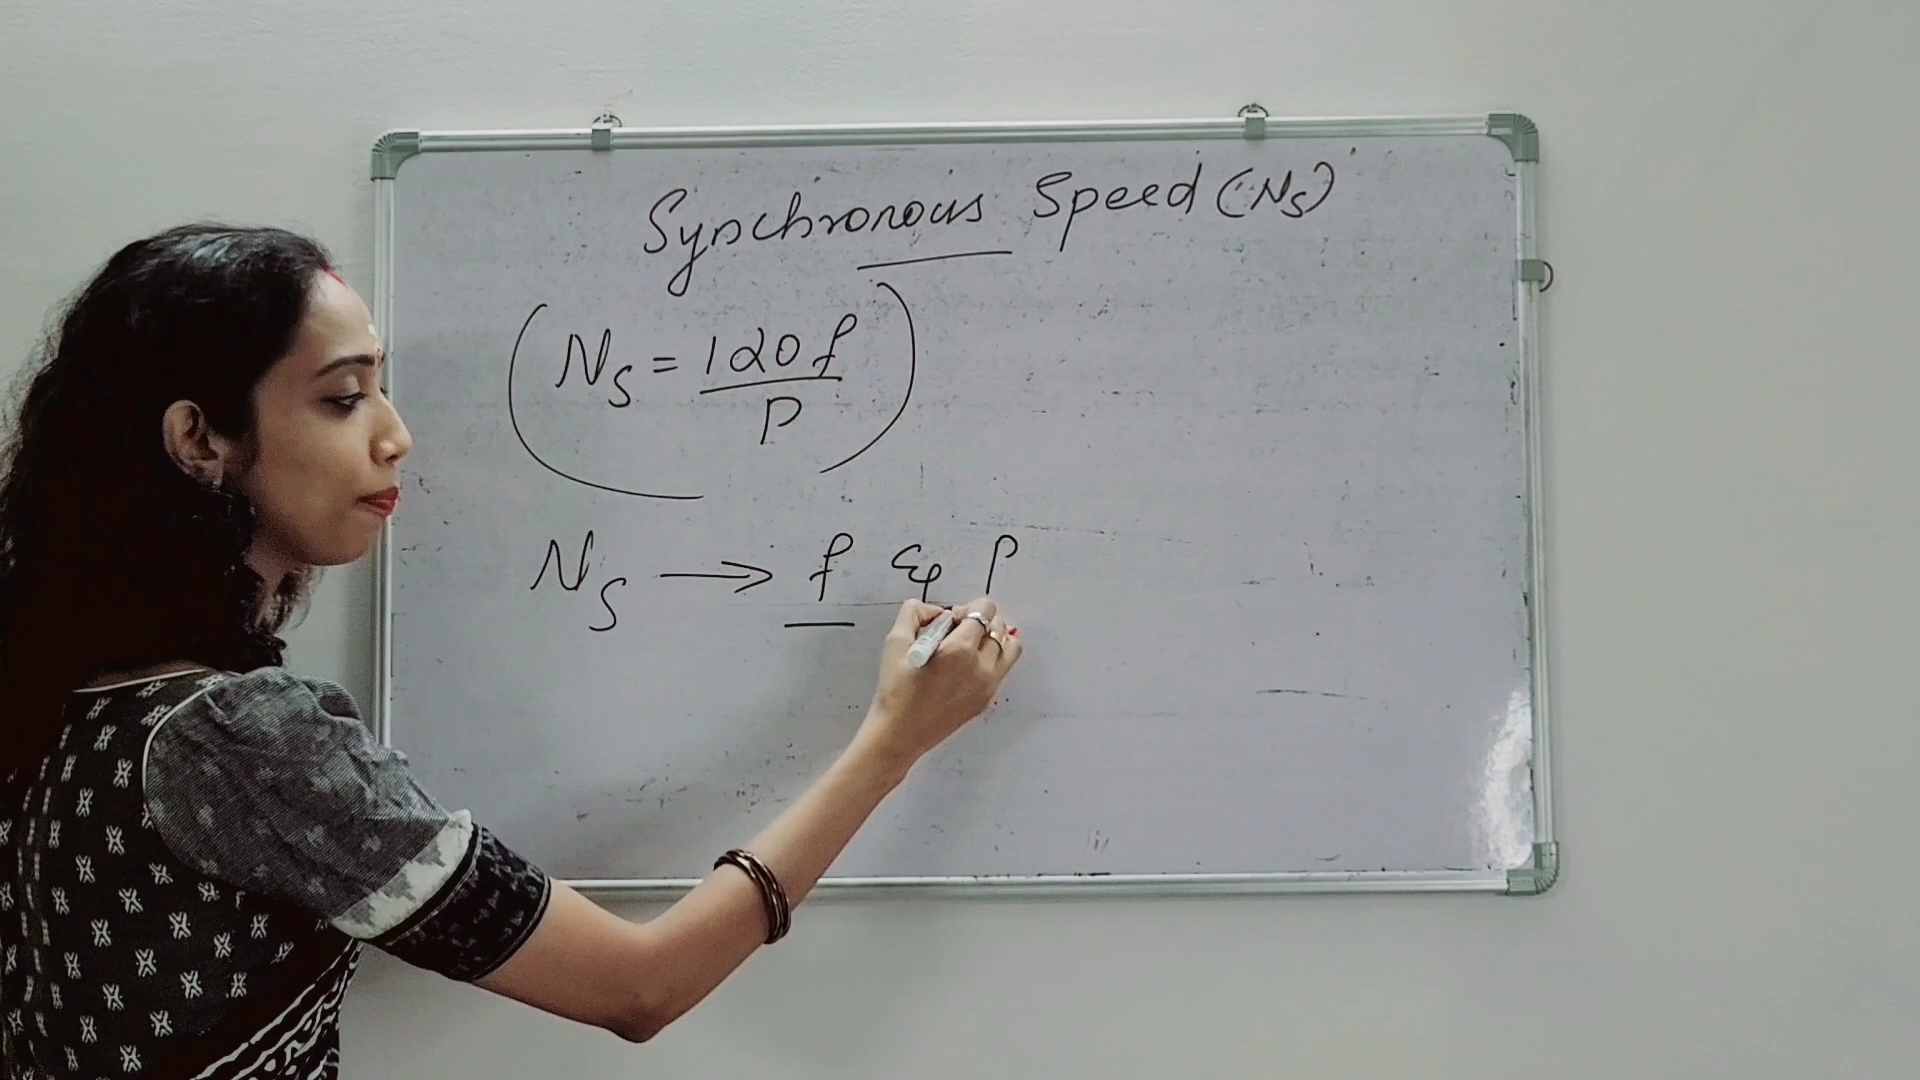 Synchronous Speed (Ns)
Ns = 120f
P
Ns → f & P